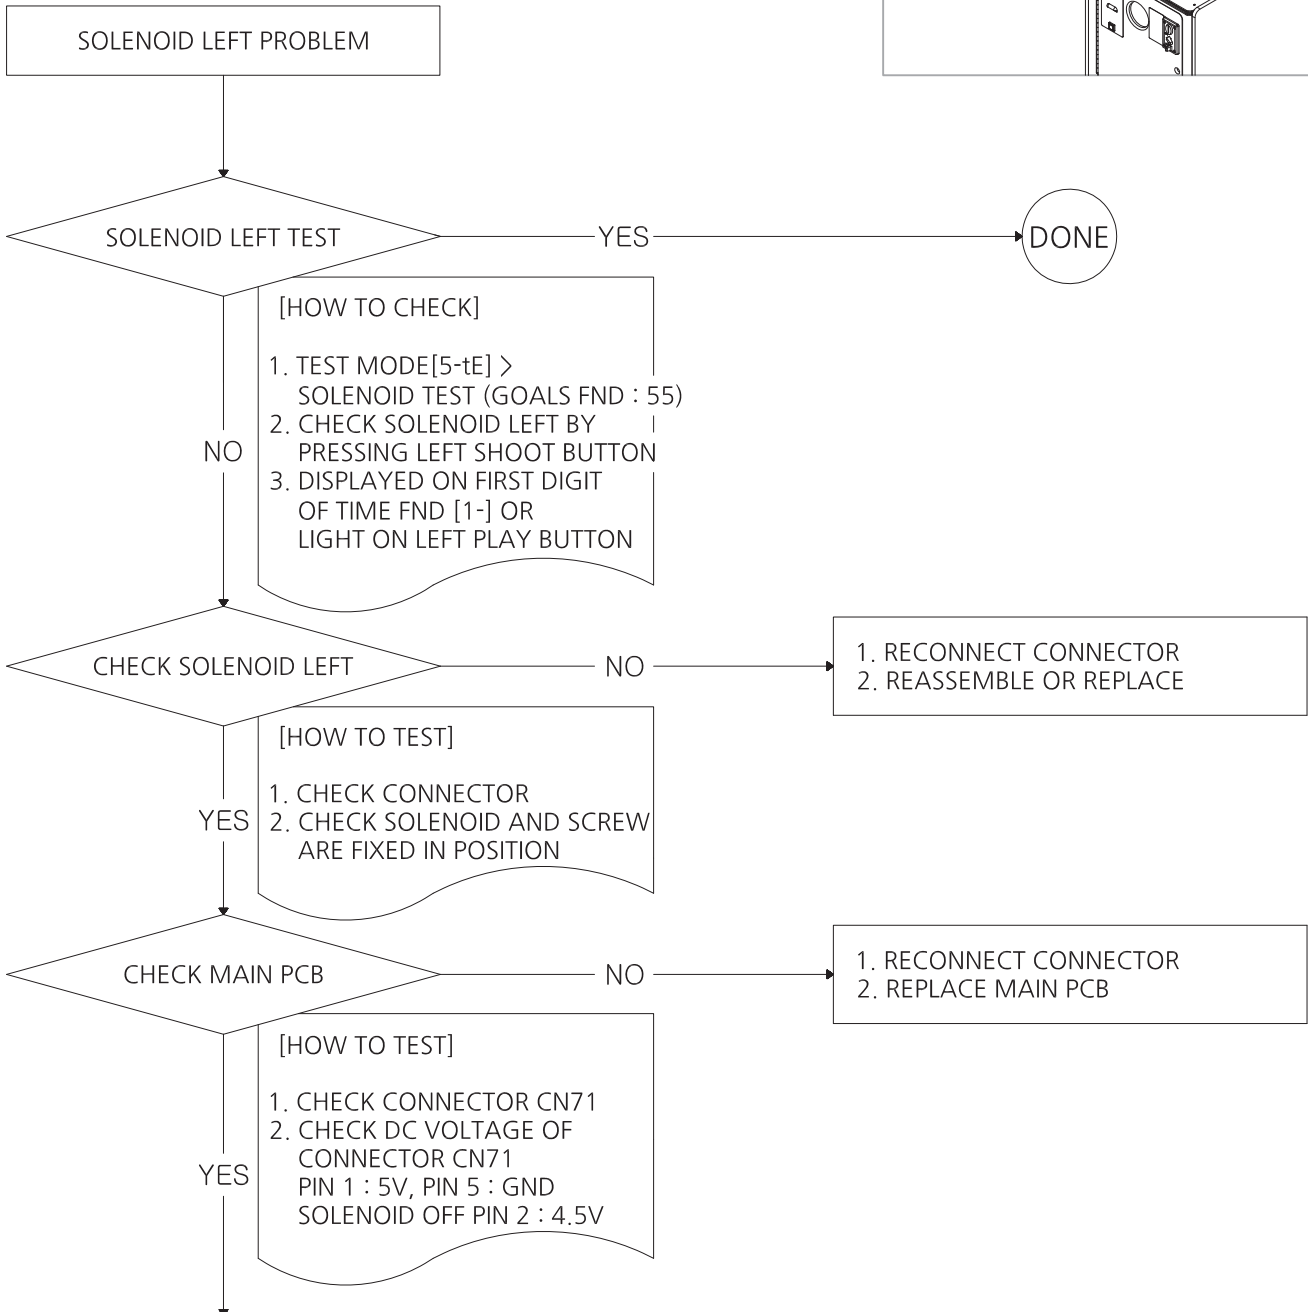 SOLENOID LEFT PROBLEM
SOLENOID LEFT TEST
YES
DONE
[HOW TO CHECK]
1. TEST MODE[5-tE] >
SOLENOID TEST (GOALS FND : 55)
2. CHECK SOLENOID LEFT BY
PRESSING LEFT SHOOT BUTTON
3. DISPLAYED ON FIRST DIGIT
OF TIME FND [1-] OR
LIGHT ON LEFT PLAY BUTTON
NO
CHECK SOLENOID LEFT
NO
1. RECONNECT CONNECTOR
2. REASSEMBLE OR REPLACE
[HOW TO TEST]
1. CHECK CONNECTOR
2. CHECK SOLENOID AND SCREW
ARE FIXED IN POSITION
YES
CHECK MAIN PCB
NO
1. RECONNECT CONNECTOR
2. REPLACE MAIN PCB
[HOW TO TEST]
1. CHECK CONNECTOR CN71
2. CHECK DC VOLTAGE OF
CONNECTOR CN71
PIN 1 : 5V, PIN 5 : GND
SOLENOID OFF PIN 2 : 4.5V
YES